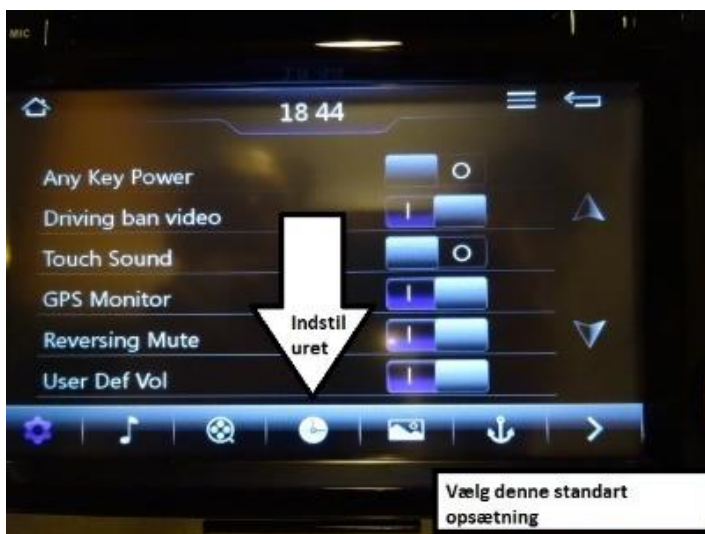 MIC
18 44
Any Key Power
Driving ban video
Touch Sound
GPS Monitor
Reversing Mute
User Def Vol
Indstil
uret
Vælg denne standart
opsætning